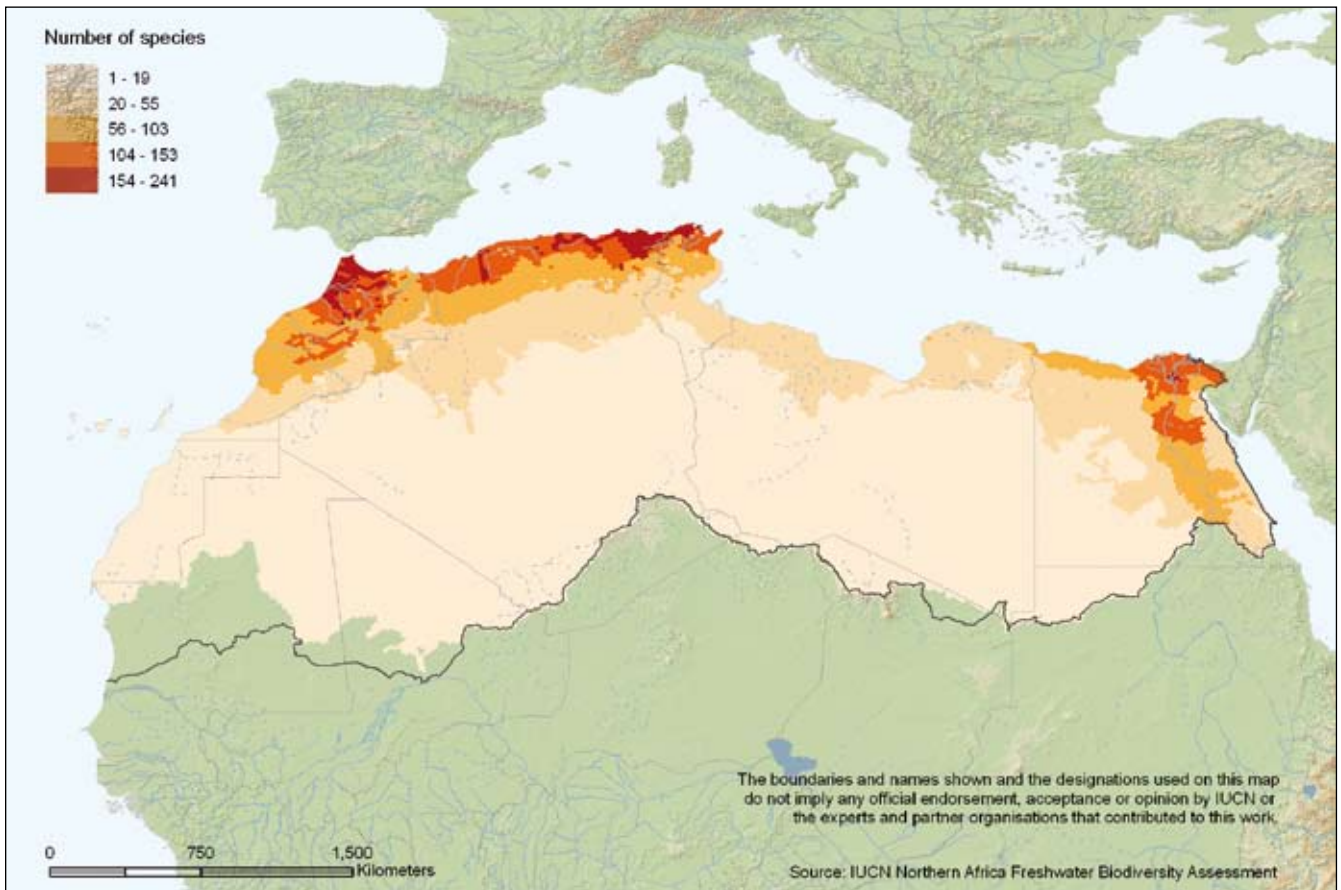 Number of species
1 - 19
20 - 55
56 - 103
104 - 153
154 - 241
The boundaries and names shown and the designations used on this map
do not imply any official endorsement, acceptance or opinion by IUCN or
the experts and partner organisations that contributed to this work.
0 750 1,500
Kilometers
Source: IUCN Northern Africa Freshwater Biodiversity Assessment